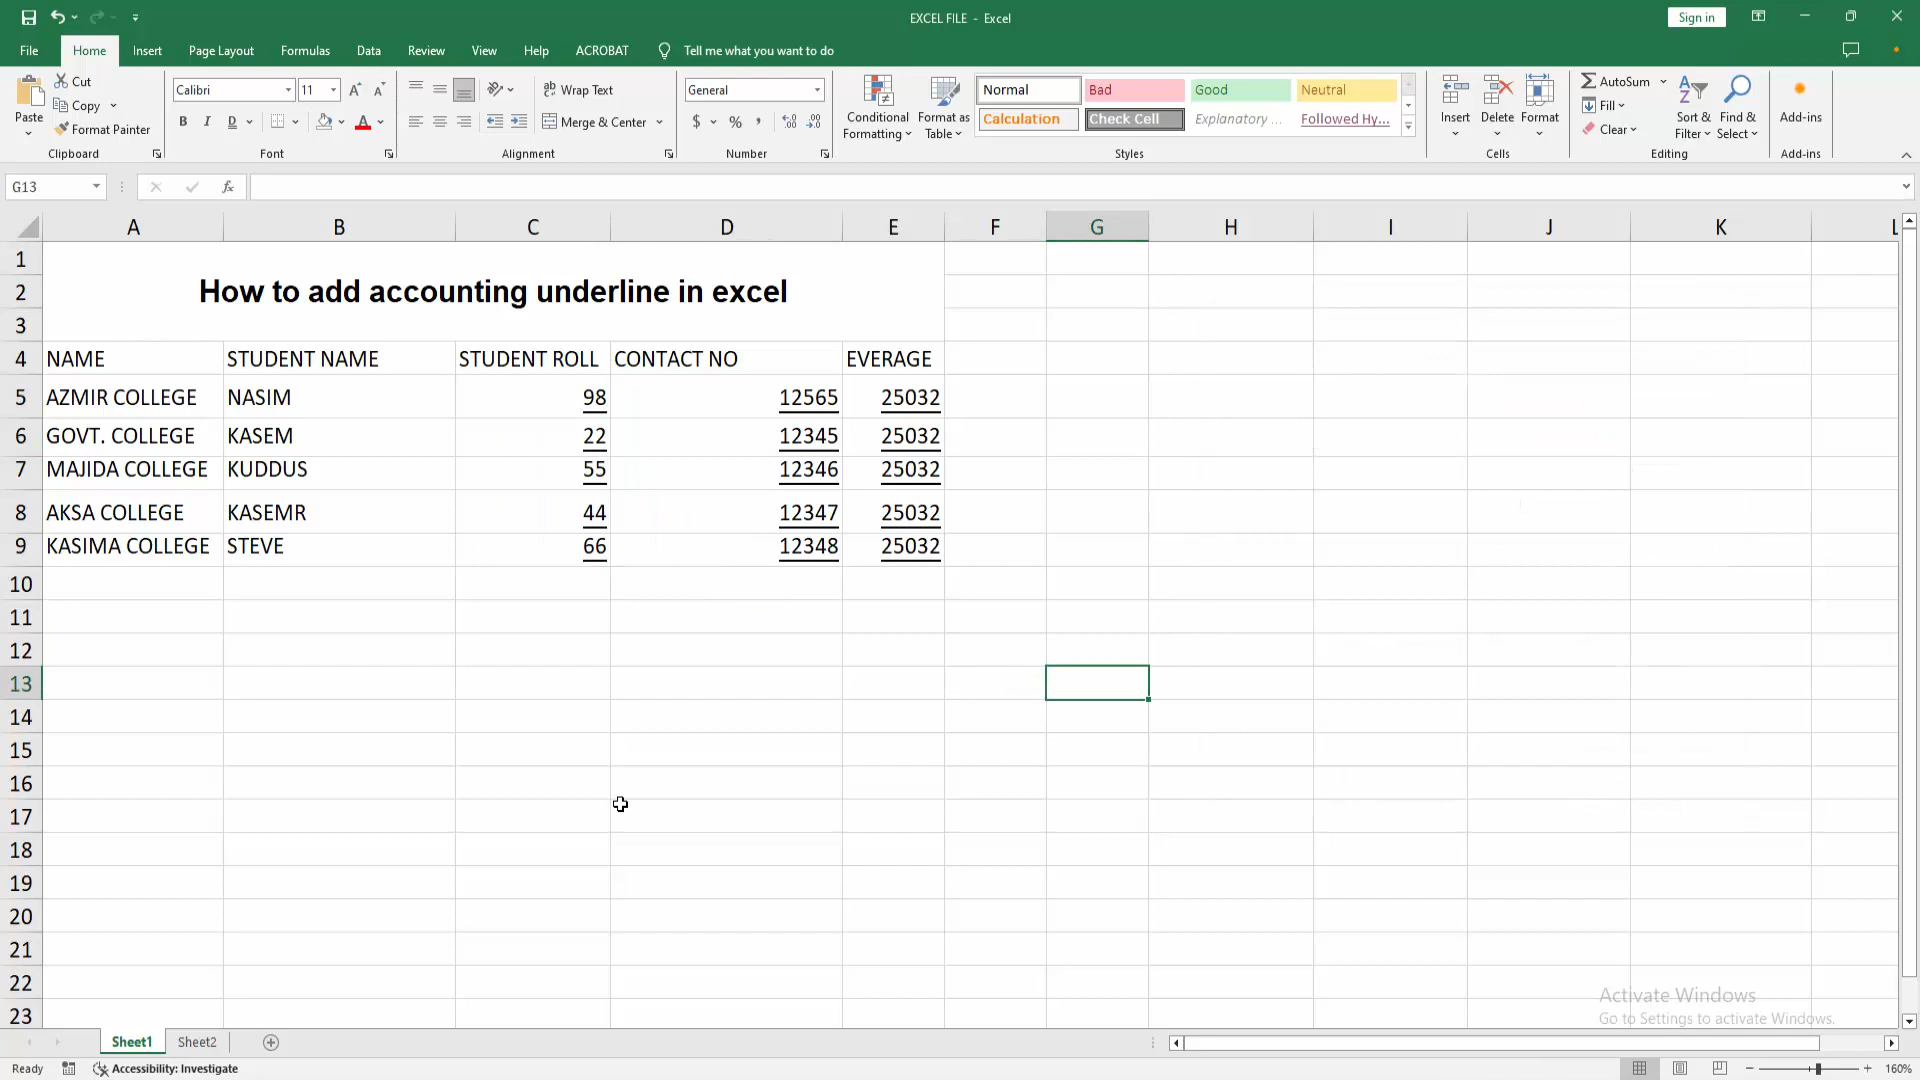 EXCEL FILE - Excel
Sign in
File Home Insert Page Layout Formulas Data Review View Help ACROBAT Tell me what you want to do
Paste
Cut
Copy
Format Painter
Clipboard
Calibri 11
B I D
A A
A
Font
ab Wrap Text
Merge & Center
Alignment
General
$ % ,
Number
Conditional Formatting
Format as Table
Normal Bad Good Neutral
Calculation Check Cell Explanatory ... Followed Hy...
Styles
Insert Delete Format
Cells
AutoSum
Fill
Clear
Sort & Filter
Find & Select
Editing
Add-ins
Add-ins
G13 fx
A B C D E F G H I J K L
1
2 How to add accounting underline in excel
3
4 NAME STUDENT NAME STUDENT ROLL CONTACT NO EVERAGE
5 AZMIR COLLEGE NASIM 98 12565 25032
6 GOVT. COLLEGE KASEM 22 12345 25032
7 MAJIDA COLLEGE KUDDUS 55 12346 25032
8 AKSA COLLEGE KASEMR 44 12347 25032
9 KASIMA COLLEGE STEVE 66 12348 25032
10
11
12
13
14
15
16
17
18
19
20
21
22
23
Activate Windows
Go to Settings to activate Windows.
Sheet1 Sheet2
Ready Accessibility: Investigate 160%